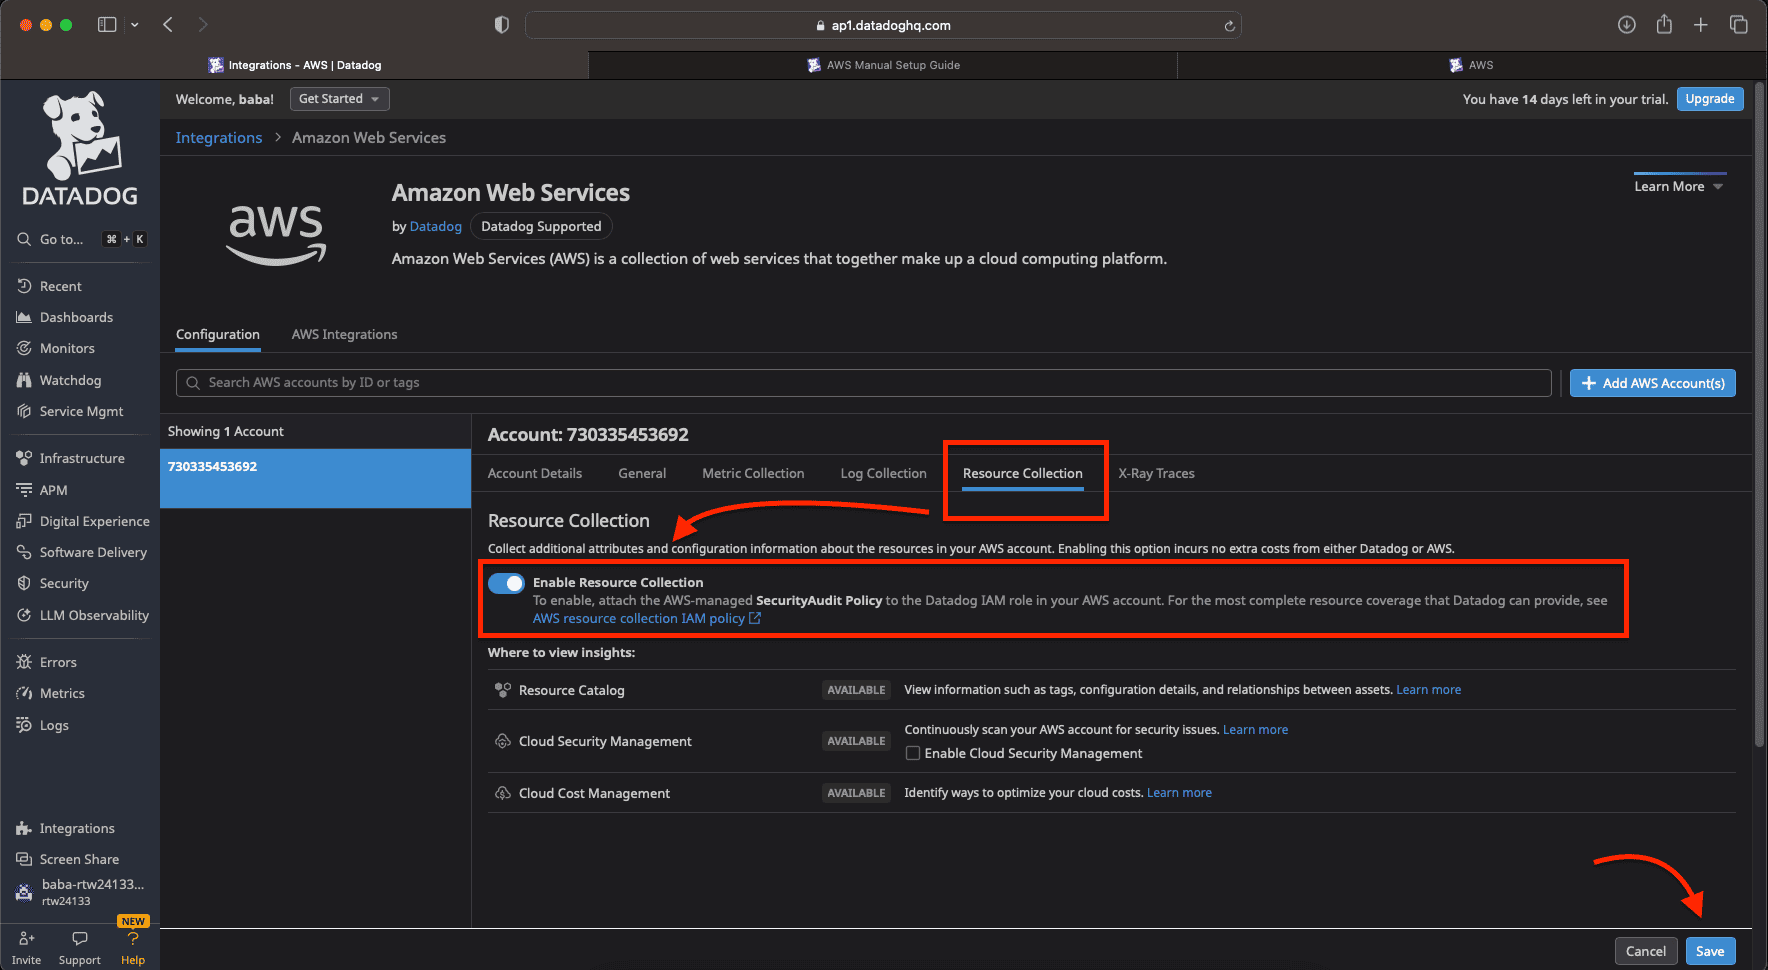 ap1.datadoghq.com
Integrations - AWS | Datadog
AWS Manual Setup Guide
AWS
DATADOG
Go to... ⌘ + K
Recent
Dashboards
Monitors
Watchdog
Service Mgmt
Infrastructure
APM
Digital Experience
Software Delivery
Security
LLM Observability
Errors
Metrics
Logs
Integrations
Screen Share
baba-rtw24133...
rtw24133
NEW
Invite
Support
Help
Welcome, baba!
Get Started
You have 14 days left in your trial.
Upgrade
Integrations > Amazon Web Services
aws
Amazon Web Services
by Datadog
Datadog Supported
Amazon Web Services (AWS) is a collection of web services that together make up a cloud computing platform.
Learn More
Configuration
AWS Integrations
Search AWS accounts by ID or tags
+ Add AWS Account(s)
Showing 1 Account
730335453692
Account: 730335453692
Account Details
General
Metric Collection
Log Collection
Resource Collection
X-Ray Traces
Resource Collection
Collect additional attributes and configuration information about the resources in your AWS account. Enabling this option incurs no extra costs from either Datadog or AWS.
Enable Resource Collection
To enable, attach the AWS-managed SecurityAudit Policy to the Datadog IAM role in your AWS account. For the most complete resource coverage that Datadog can provide, see
AWS resource collection IAM policy
Where to view insights:
Resource Catalog
AVAILABLE
View information such as tags, configuration details, and relationships between assets. Learn more
Cloud Security Management
AVAILABLE
Continuously scan your AWS account for security issues. Learn more
Enable Cloud Security Management
Cloud Cost Management
AVAILABLE
Identify ways to optimize your cloud costs. Learn more
Cancel
Save